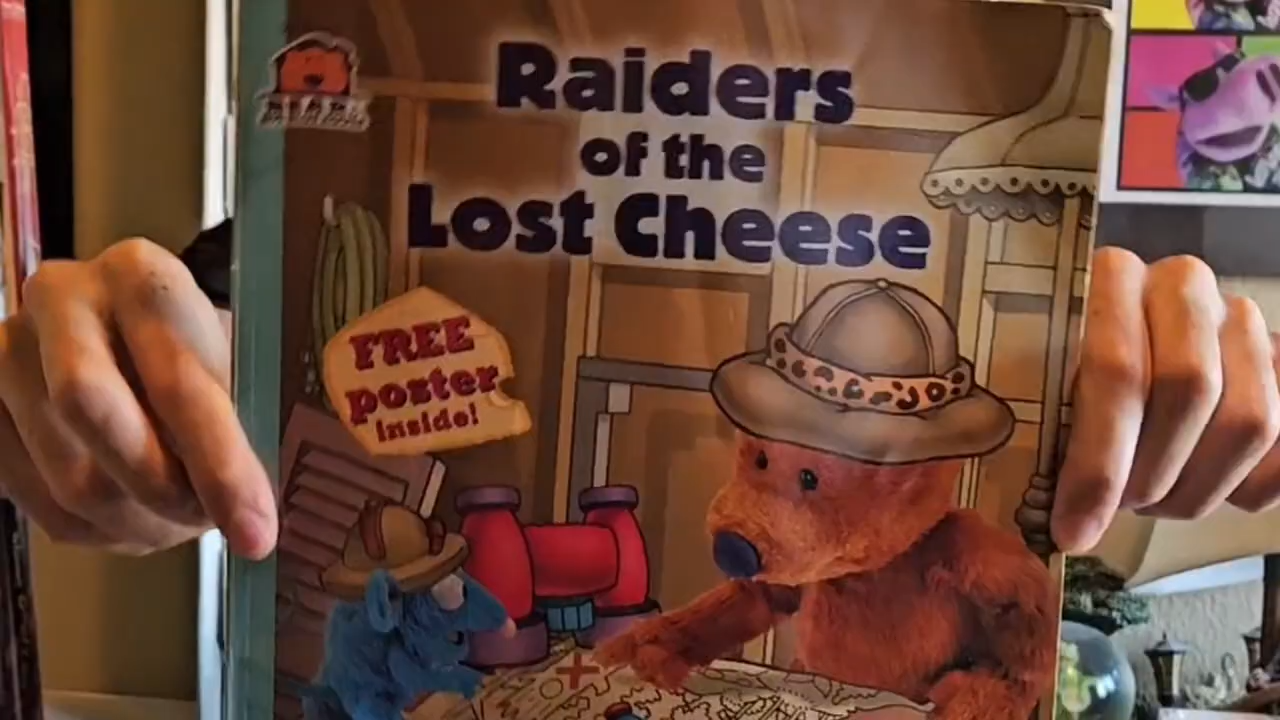 Raiders
of the
Lost Cheese
FREE
poster
inside!